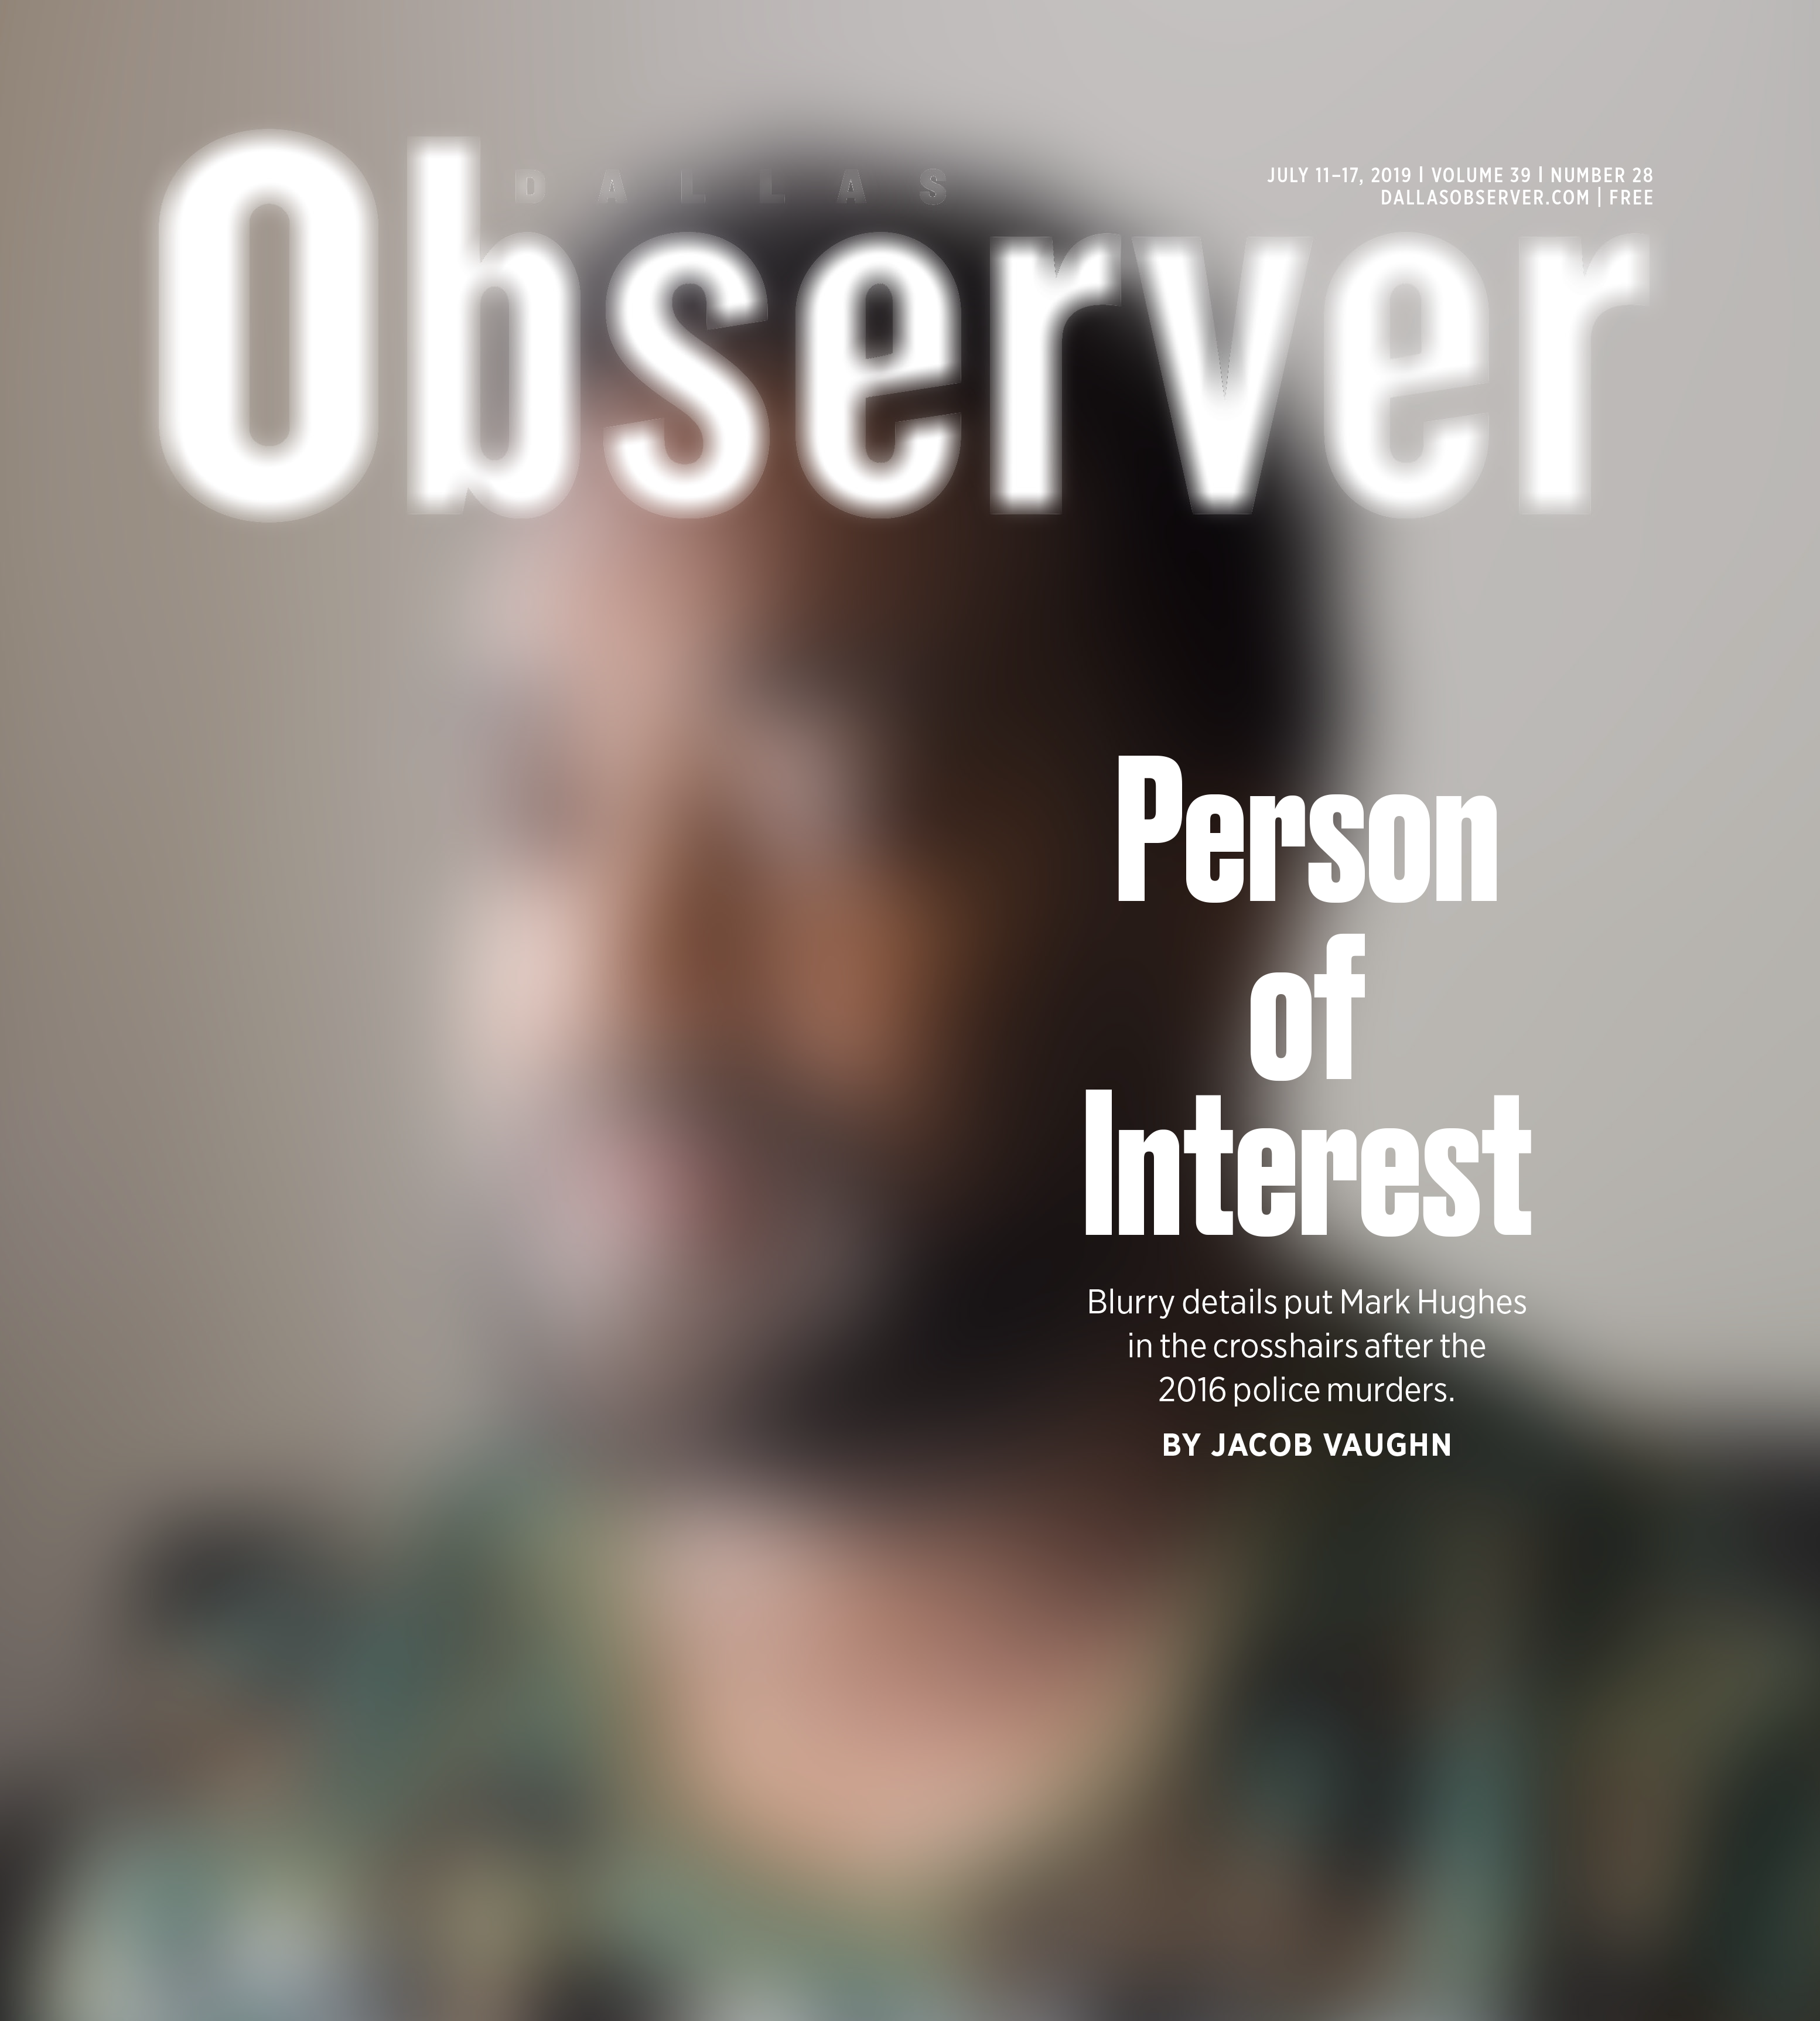 DALLAS
Observer
JULY 11–17, 2019 | VOLUME 39 | NUMBER 28
DALLASOBSERVER.COM | FREE
Person
of
Interest
Blurry details put Mark Hughes
in the crosshairs after the
2016 police murders.
BY JACOB VAUGHN